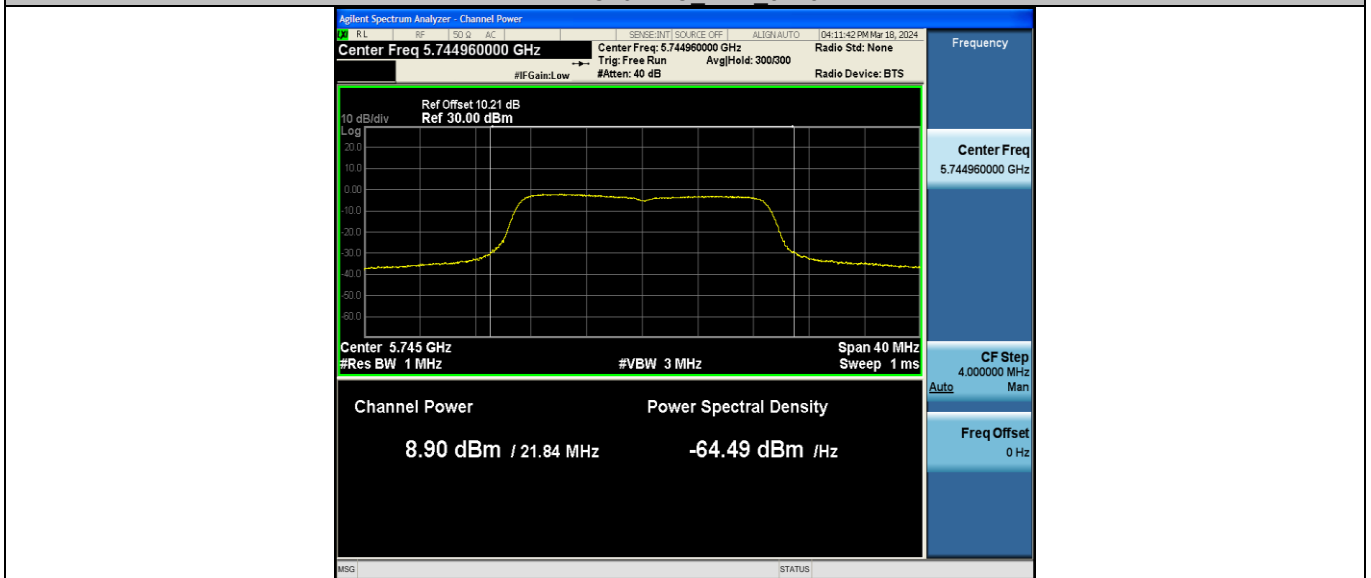 Agilent Spectrum Analyzer - Channel Power
RL RF 50 Ω AC SENSE:INT SOURCE OFF ALIGN AUTO 04:11:42 PM Mar 18, 2024
Center Freq 5.744960000 GHz
Center Freq: 5.744960000 GHz Radio Std: None
Trig: Free Run Avg|Hold: 300/300
#IFGain:Low #Atten: 40 dB Radio Device: BTS
Ref Offset 10.21 dB
10 dB/div Ref 30.00 dBm
Log
20.0
10.0
0.00
-10.0
-20.0
-30.0
-40.0
-50.0
-60.0
Center 5.745 GHz Span 40 MHz
#Res BW 1 MHz #VBW 3 MHz Sweep 1 ms
Channel Power Power Spectral Density
8.90 dBm / 21.84 MHz -64.49 dBm /Hz
MSG STATUS
Frequency
Center Freq
5.744960000 GHz
CF Step
4.000000 MHz
Auto Man
Freq Offset
0 Hz